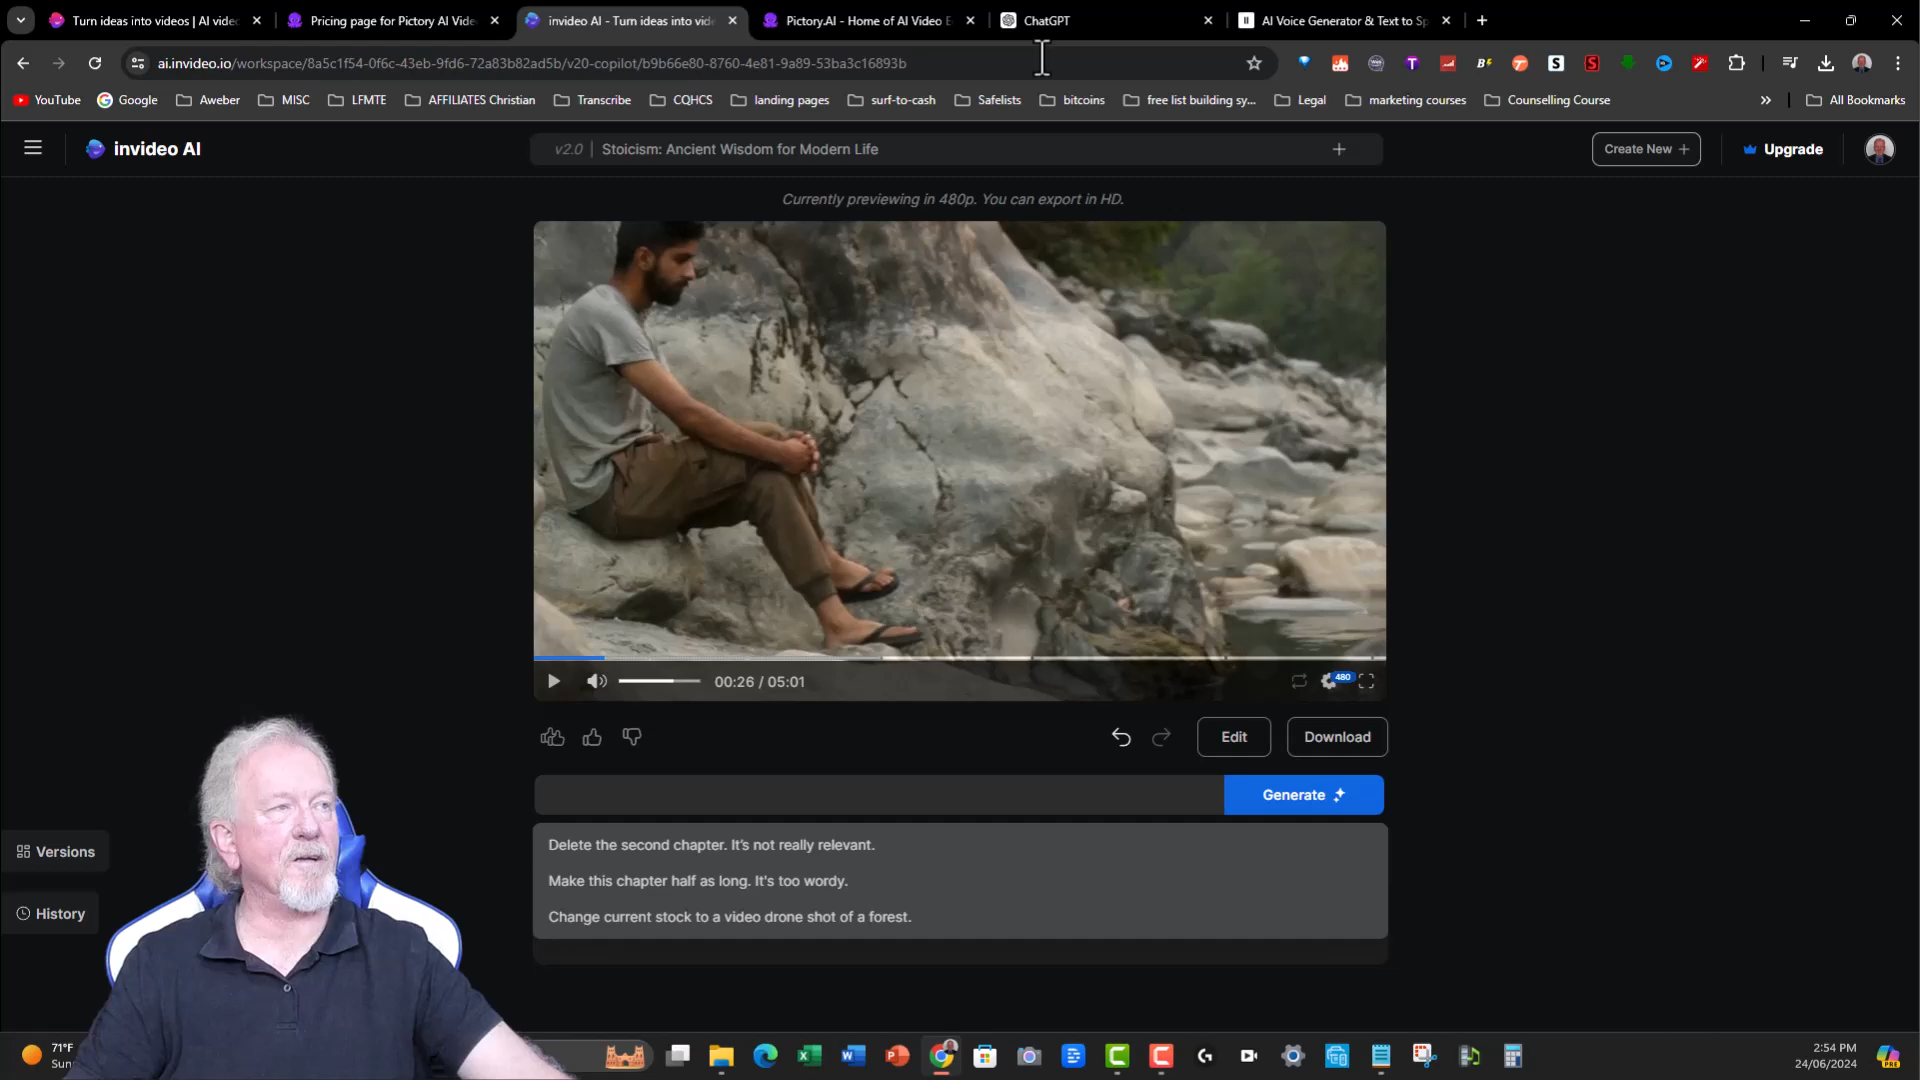 Turn ideas into videos | AI videc
Pricing page for Pictory AI Vide
invideo AI - Turn ideas into vide
Pictory.AI - Home of AI Video E
ChatGPT
AI Voice Generator & Text to Sp
ai.invideo.io/workspace/8a5c1f54-0f6c-43eb-9fd6-72a83b82ad5b/v20-copilot/b9b66e80-8760-4e81-9a89-53ba3c16893b
YouTube
Google
Aweber
MISC
LFMTE
AFFILIATES Christian
Transcribe
CQHCS
landing pages
surf-to-cash
Safelists
bitcoins
free list building sy...
Legal
marketing courses
Counselling Course
All Bookmarks
invideo AI
v2.0 | Stoicism: Ancient Wisdom for Modern Life
Create New +
Upgrade
Currently previewing in 480p. You can export in HD.
00:26 / 05:01
480
Edit
Download
Generate
Delete the second chapter. It's not really relevant.
Make this chapter half as long. It's too wordy.
Change current stock to a video drone shot of a forest.
Versions
History
71°F
Sun
2:54 PM
24/06/2024